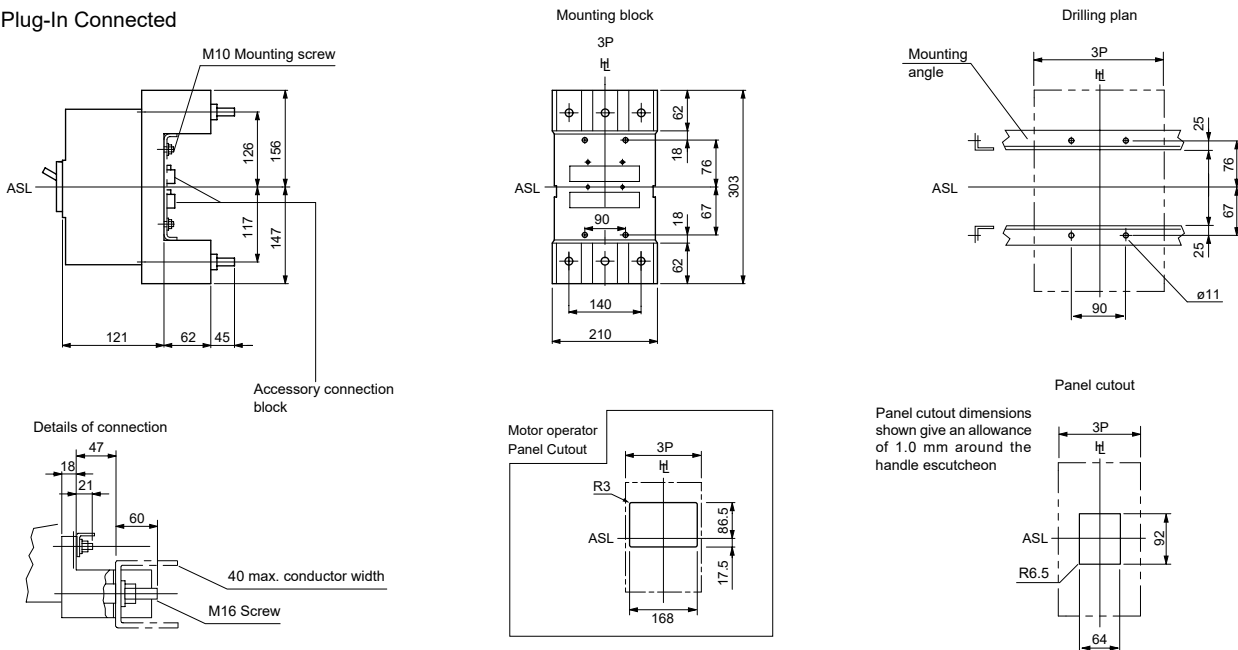 Plug-In Connected
M10 Mounting screw
126
156
ASL
117
147
121
62
45
Accessory connection
block
Mounting block
3P
HL
62
18
76
ASL
303
90
18
67
62
140
210
Drilling plan
Mounting
angle
3P
HL
25
76
ASL
67
25
ø11
90
Details of connection
47
18
21
60
40 max. conductor width
M16 Screw
Motor operator
Panel Cutout
3P
HL
R3
ASL
86.5
17.5
168
Panel cutout
Panel cutout dimensions
shown give an allowance
of 1.0 mm around the
handle escutcheon
3P
HL
ASL
92
R6.5
64